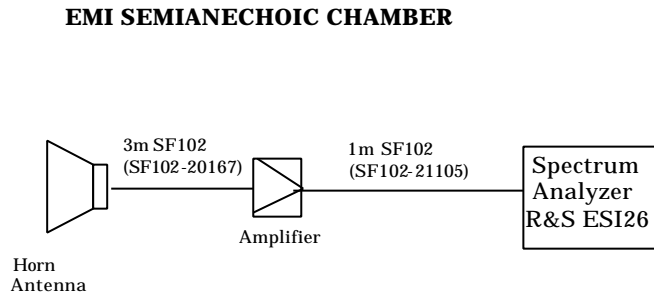 EMI SEMIANECHOIC CHAMBER
3m SF102
(SF102-20167)
1m SF102
(SF102-21105)
Spectrum
Analyzer
R&S ESI26
Amplifier
Horn
Antenna